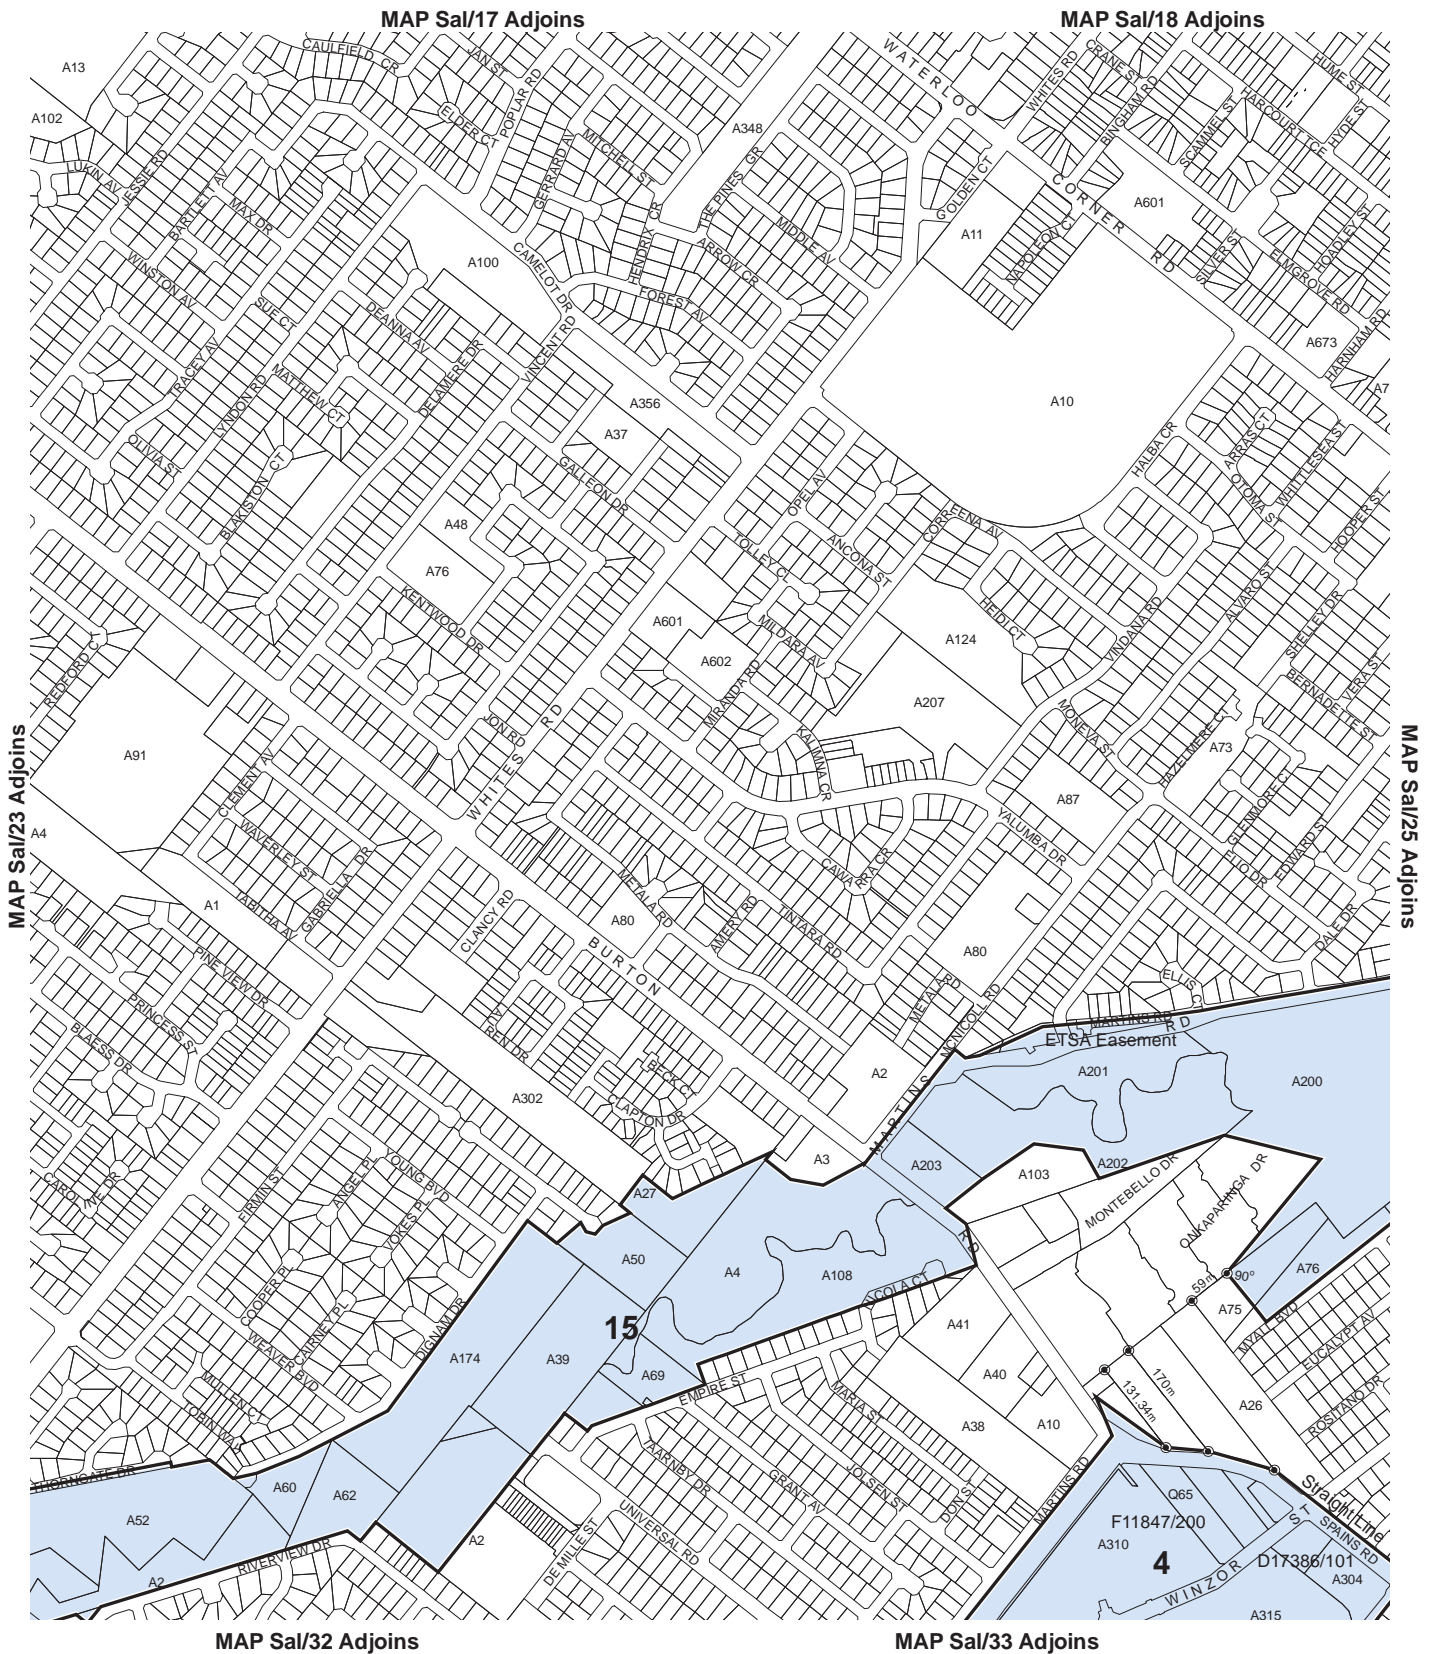 MAP Sal/17 Adjoins
MAP Sal/18 Adjoins
A13
CAULFIELD CR
JAN ST
POPLAR RD
WATERLOO
WHITES RD
CRANE ST
BINGHAM RD
HUME ST
HARCOURT TCE
HYDE ST
SCAMMEL ST
A102
ELDER CT
MITCHELL ST
A348
LUKIN AV
JESSIE RD
BARTLETT AV
MAX DR
GERRARD AV
HENDRIX CR
THE PINES GR
MIDDLE AV
ARROW CR
GOLDEN CT
CORNER RD
A601
A11
NAPOLEON CT
SILVER ST
HOADLEY ST
ELMGROVE RD
WINSTON AV
A100
CAMELOT DR
FOREST AV
SUE CT
DEANNA AV
VINCENT RD
A673
HARNHAM RD
TRACEY AV
DELAMERE DR
MATTHEW CT
LYNDON RD
A356
A37
A10
A7
OLIVIA ST
BLAKISTON CT
GALLEON DR
HALBA CR
ARRAS CT
WHITTLESEA ST
OTOMA ST
HOOPER ST
OPEL AV
CORREENA AV
A48
A76
TOLLEY CL
ANCONA ST
KENTWOOD DR
HEIDI CT
ALVARO ST
SHELLEY DR
A601
MILDARA AV
A124
VINDANA RD
REDFORD CT
A602
VERA ST
BERNADETTE ST
MIRANDA RD
A207
MONEVA ST
JON RD
WHITES RD
KALIMNA CR
HAZELMERE CT
A73
A91
CLEMENT AV
A87
GLENMORE CT
YALUMBA DR
A4
WAVERLEY ST
GABRIELLA DR
CAWARRA CR
ELIO DR
EDWARD ST
MAP Sal/23 Adjoins
MAP Sal/25 Adjoins
A1
TABITHA AV
CLANCY RD
METALA RD
A80
AMERY RD
TINTARA RD
DALE DR
BURTON
A80
PINE VIEW DR
METALA RD
MCNICOL RD
ELLIS CT
PRINCESS ST
BLAESS DR
REN DR
MARTINS RD
RD
ETSA Easement
BECK CT
A2
A201
A200
A302
CLAPTON DR
MARTINS
A3
A203
A202
A103
CAROLYNE DR
FIRMIN ST
ANGEL PL
YOUNG BVD
VOKES PL
A27
MONTEBELLO DR
ONKAPARINGA DR
RD
A50
A4
A108
NICOLA CT
59m
90º
A76
A75
COOPER PL
CAIRNEY PL
DIGNAM DR
15
A41
MYALL BVD
EUCALYPT AV
WEAVER BVD
A174
A39
A69
EMPIRE ST
A40
170m
131.34m
MULLEN CT
MARIA ST
A26
ROSITANO DR
TOBIN WAY
A38
A10
THORNGATE DR
TAARNBY DR
GRANT AV
JOLSEN ST
DON ST
MARTINS RD
A60
A62
Q65
Straight Line
A52
UNIVERSAL RD
F11847/200
ST
SPAINS RD
A2
DE MILLE ST
A310
4
D17386/101
RIVERVIEW DR
WINZOR
A304
A2
A315
MAP Sal/32 Adjoins
MAP Sal/33 Adjoins